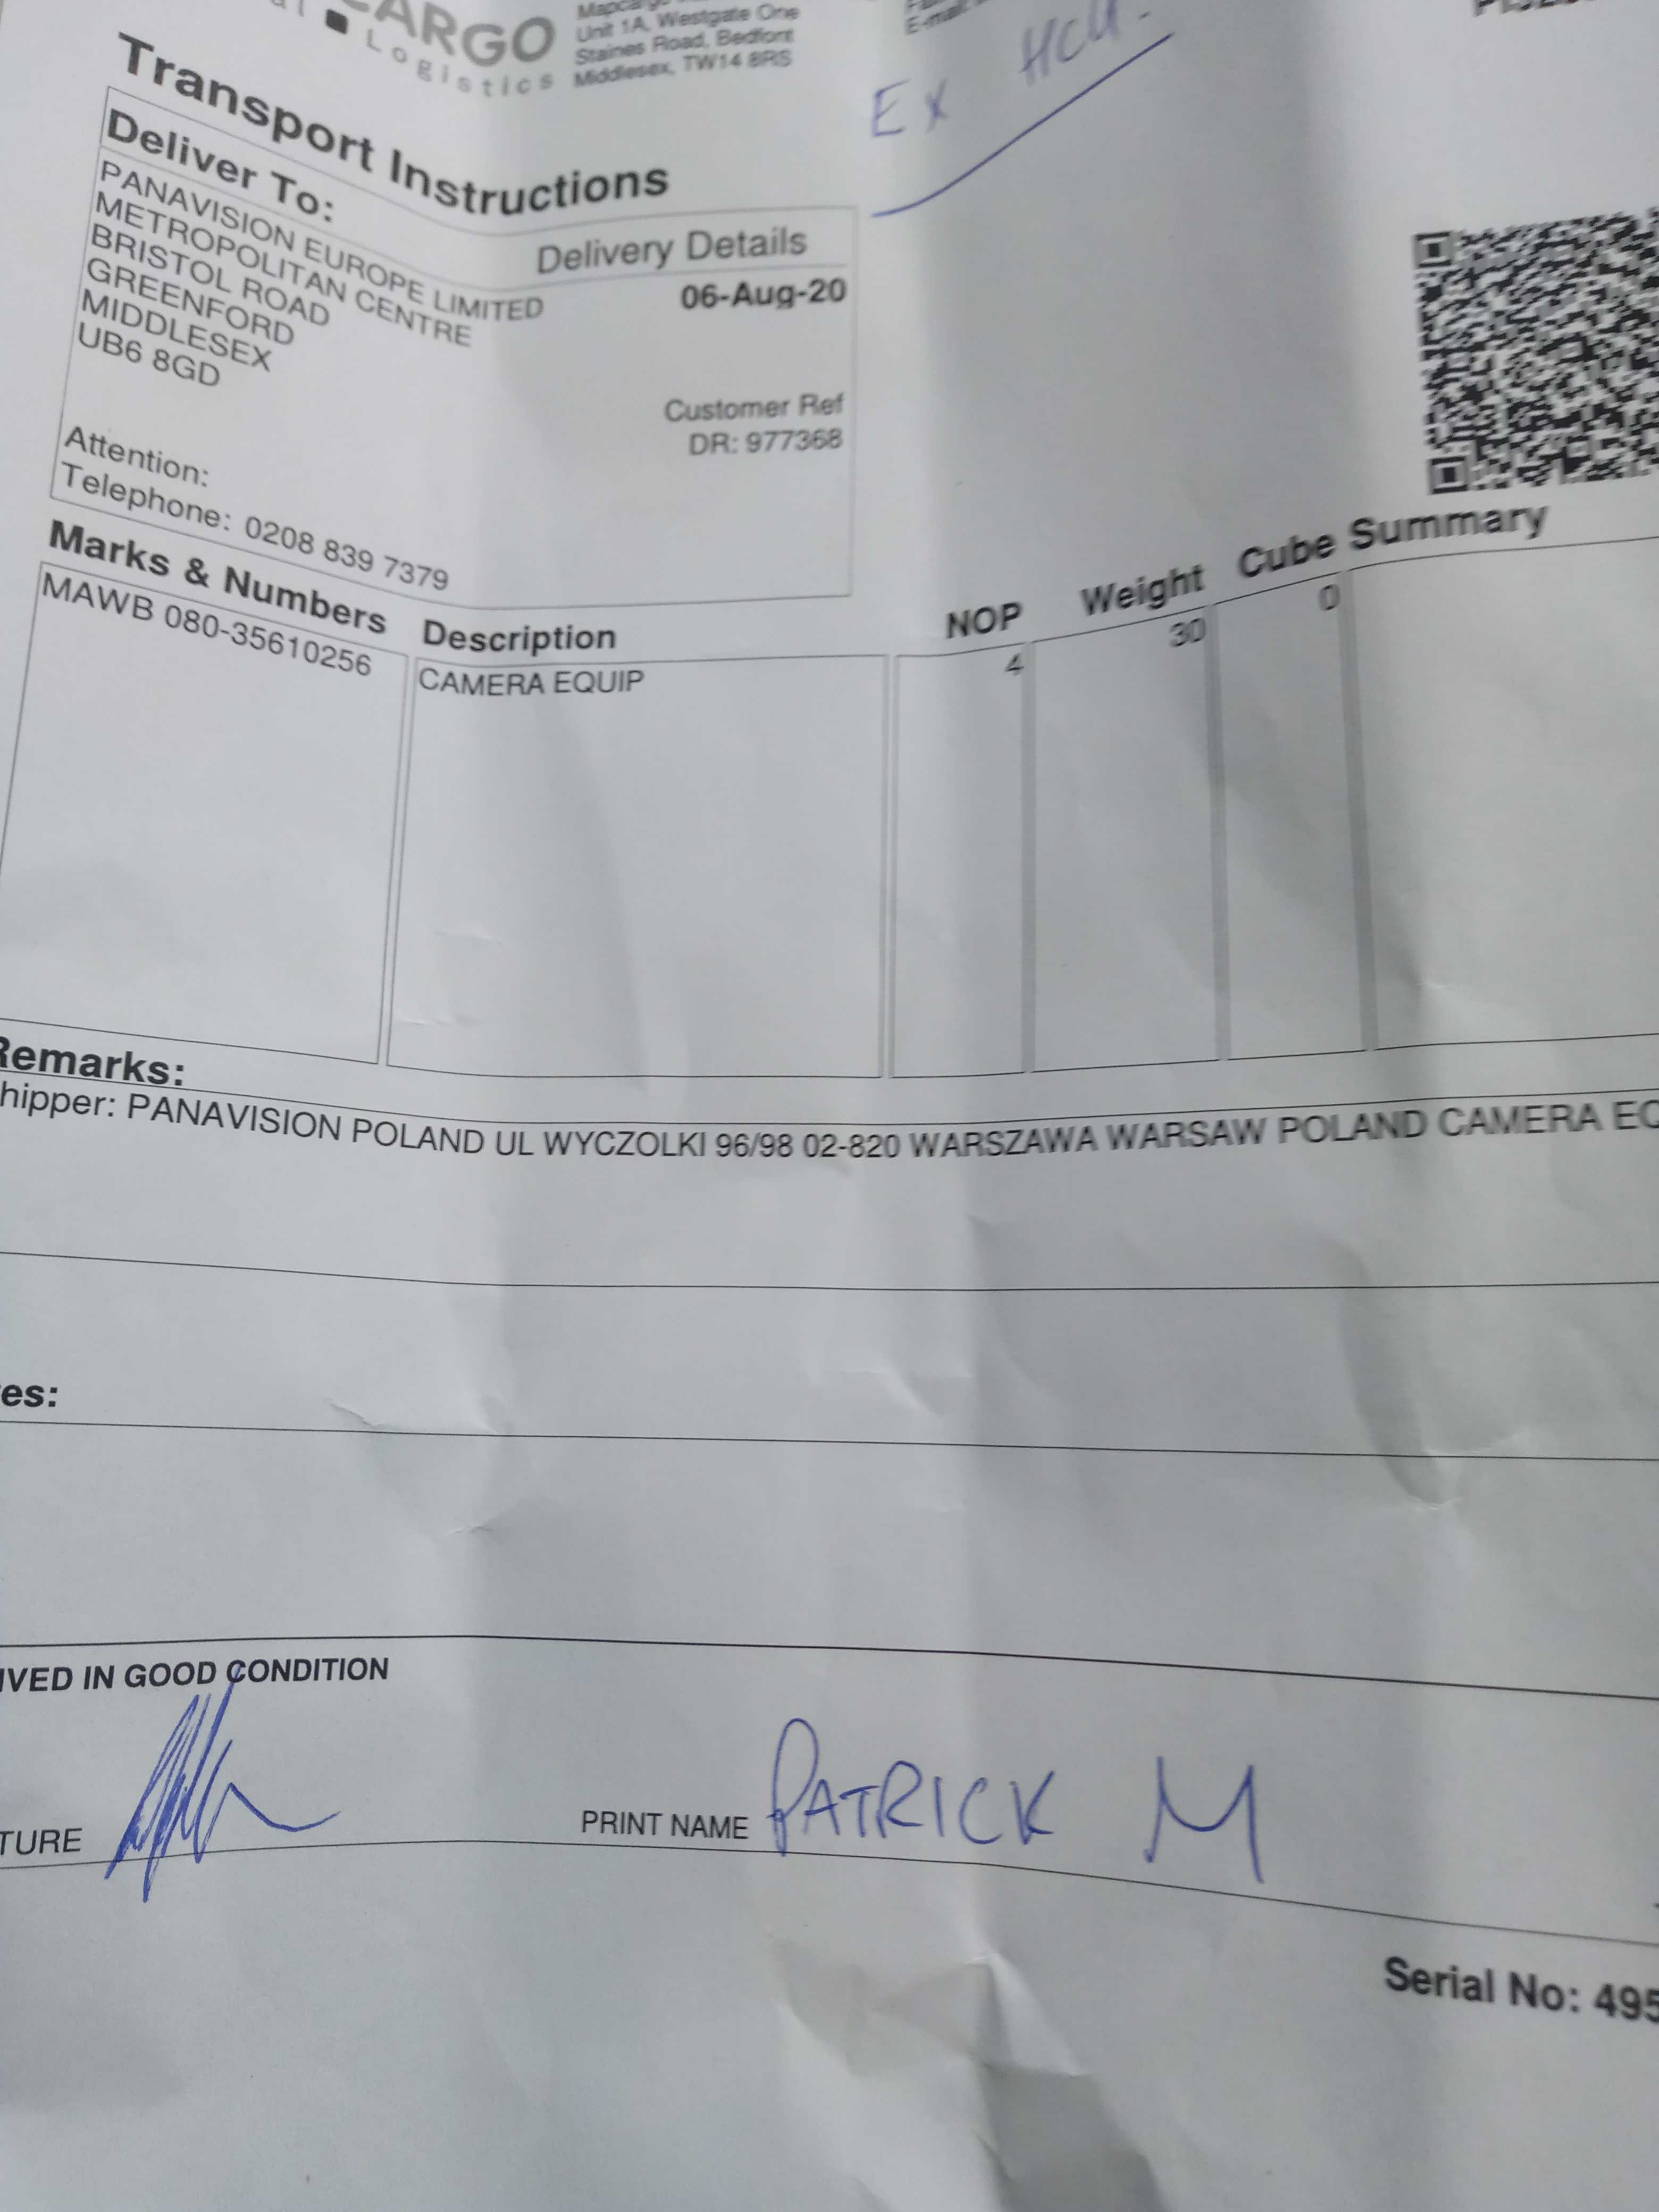 CARGO
Logistics
Unit 1A, Westgate One
Staines Road, Bedfont
Middlesex, TW14 8RS
E-mail:
Ex HCU.
Transport Instructions
Deliver To:
PANAVISION EUROPE LIMITED
METROPOLITAN CENTRE
BRISTOL ROAD
GREENFORD
MIDDLESEX
UB6 8GD
Attention:
Telephone: 0208 839 7379
Delivery Details
06-Aug-20
Customer Ref
DR: 977368
Marks & Numbers Description NOP Weight Cube Summary
MAWB 080-35610256 CAMERA EQUIP 4 30 0
Remarks:
hipper: PANAVISION POLAND UL WYCZOLKI 96/98 02-820 WARSZAWA WARSAW POLAND CAMERA EQ
es:
IVED IN GOOD CONDITION
TURE PRINT NAME PATRICK M
Serial No: 495